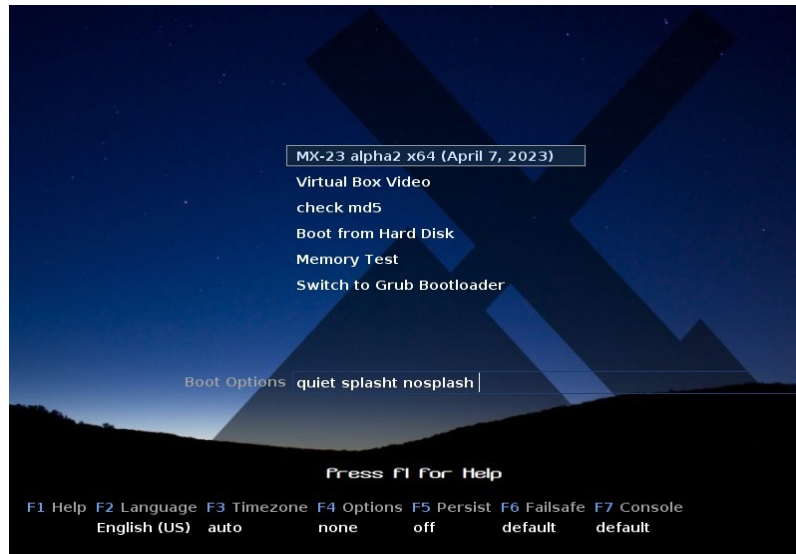 MX-23 alpha2 x64 (April 7, 2023)
Virtual Box Video
check md5
Boot from Hard Disk
Memory Test
Switch to Grub Bootloader
Boot Options quiet splasht nosplash
Press F1 for Help
F1 Help F2 Language F3 Timezone F4 Options F5 Persist F6 Failsafe F7 Console
English (US) auto none off default default